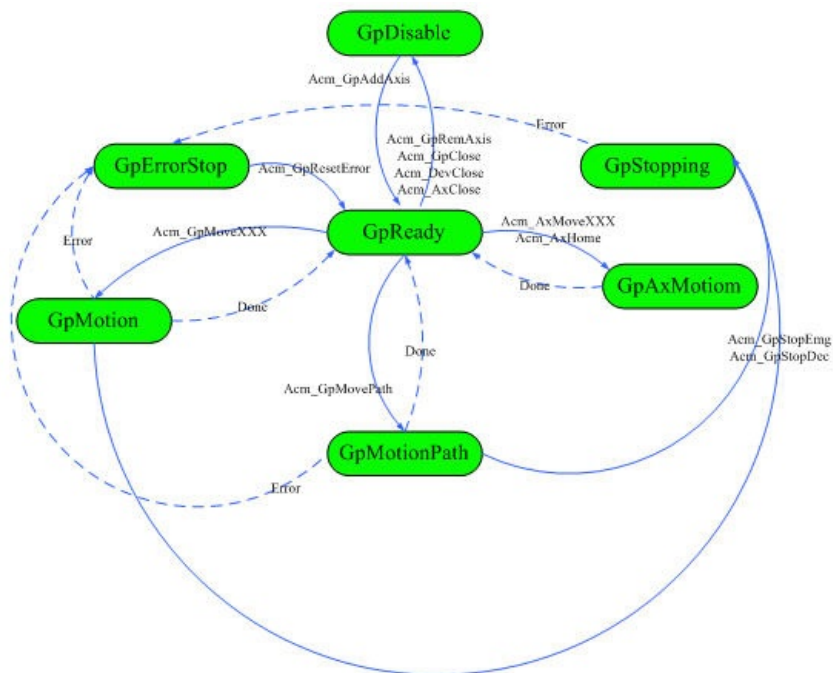 GpDisable
Acm_GpAddAxis
Error
Acm_GpRemAxis
Acm_GpClose
Acm_DevClose
Acm_AxClose
GpErrorStop
Acm_GpResetError
GpStopping
Acm_GpMoveXXX
GpReady
Acm_AxMoveXXX
Acm_AxHome
Error
GpMotion
Done
Done
GpAxMotiom
Acm_GpStopEmg
Acm_GpStopDec
Done
Acm_GpMovePath
GpMotionPath
Error